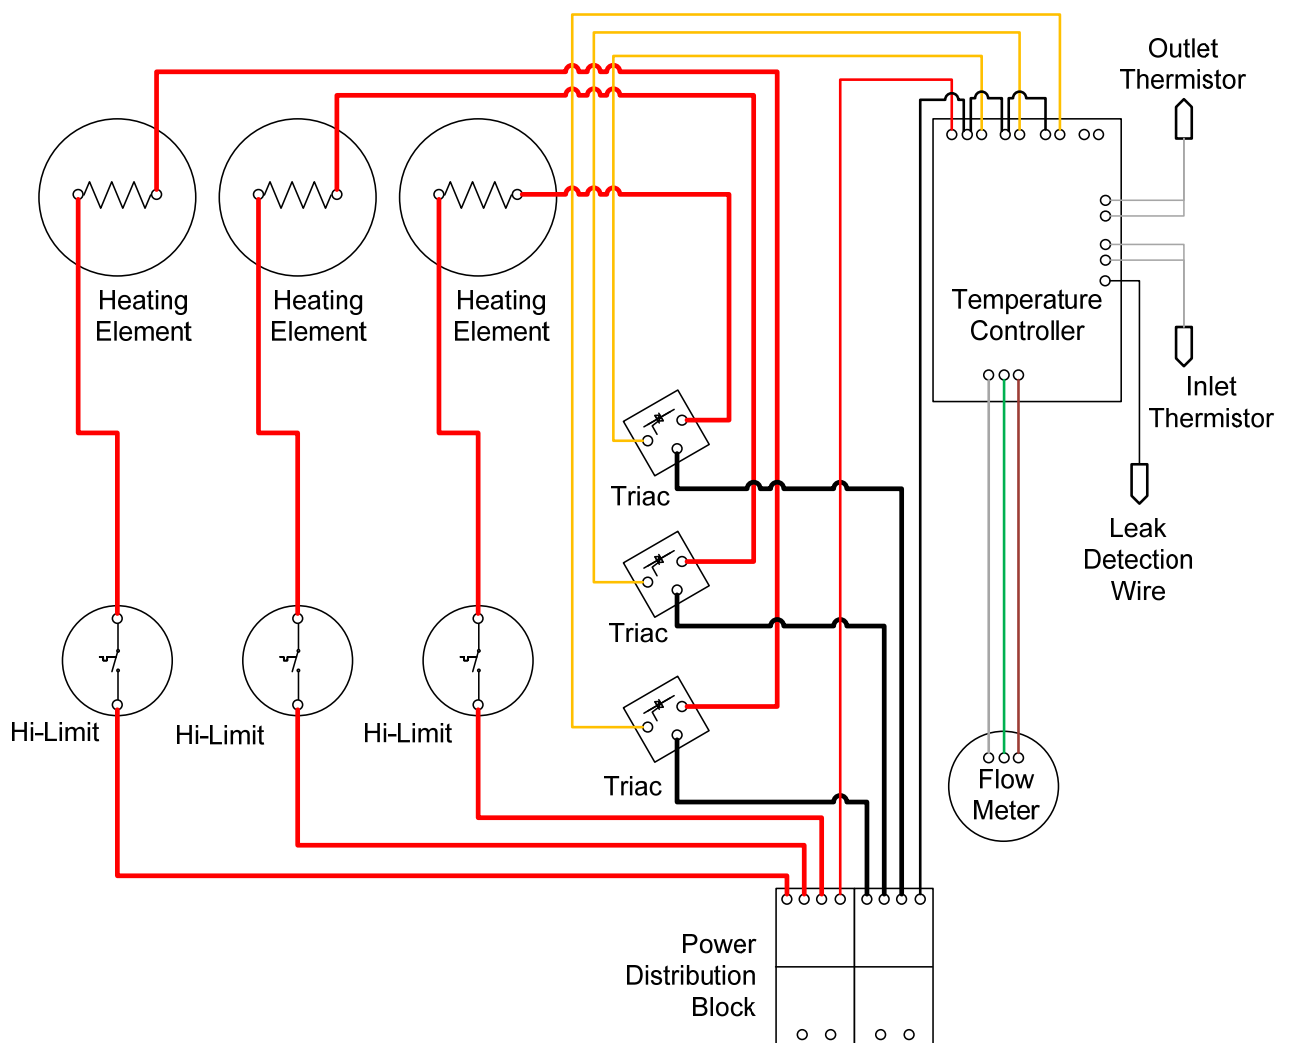 Outlet
Thermistor
Heating
Element
Heating
Element
Heating
Element
Temperature
Controller
Inlet
Thermistor
Triac
Leak
Detection
Wire
Triac
Hi-Limit
Hi-Limit
Hi-Limit
Triac
Flow
Meter
Power
Distribution
Block